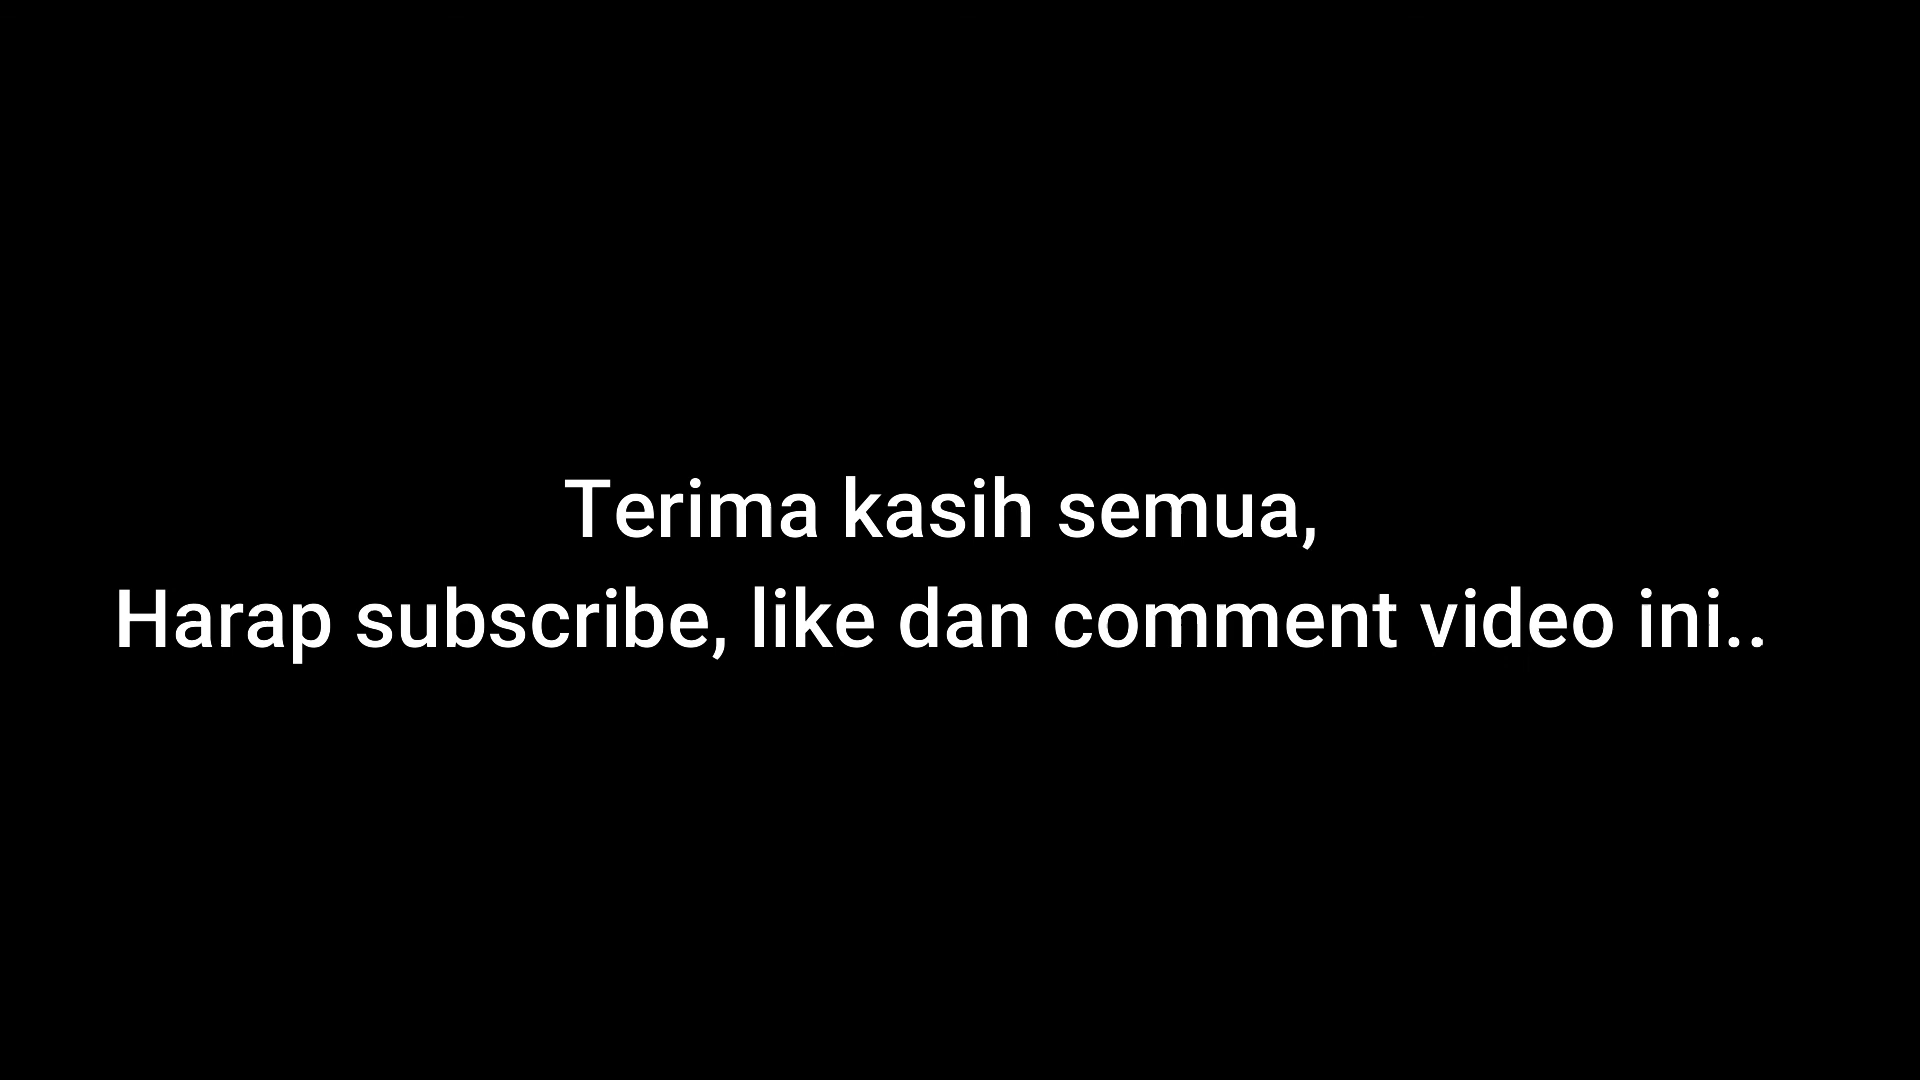 Terima kasih semua,
Harap subscribe, like dan comment video ini..